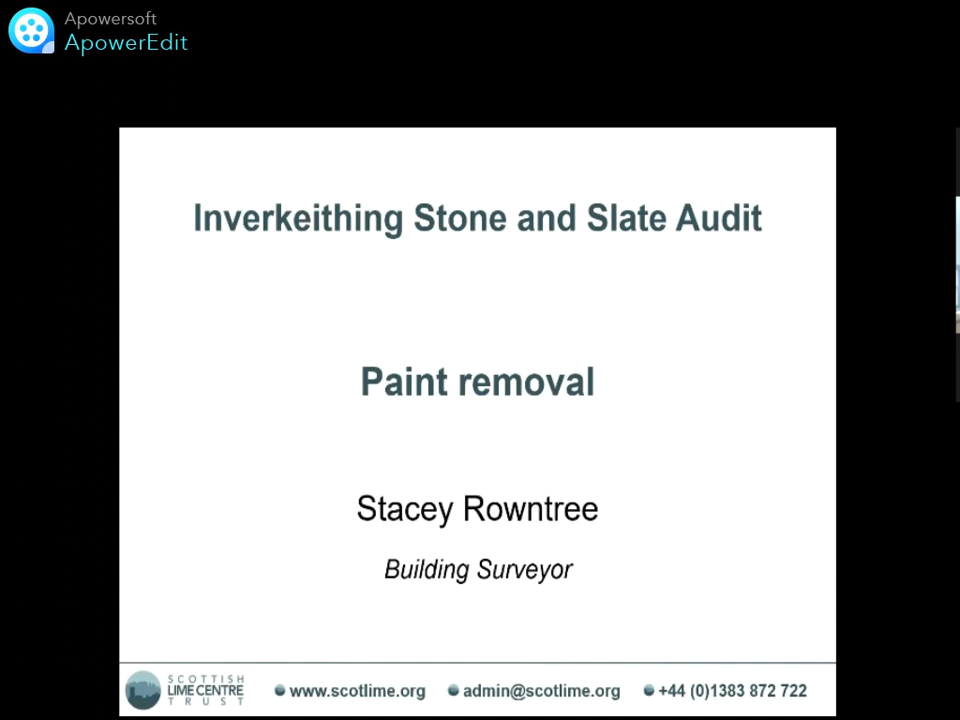 Apowersoft
ApowerEdit
Inverkeithing Stone and Slate Audit
Paint removal
Stacey Rowntree
Building Surveyor
SCOTTISH
LIME CENTRE
TRUST
www.scotlime.org admin@scotlime.org +44 (0)1383 872 722